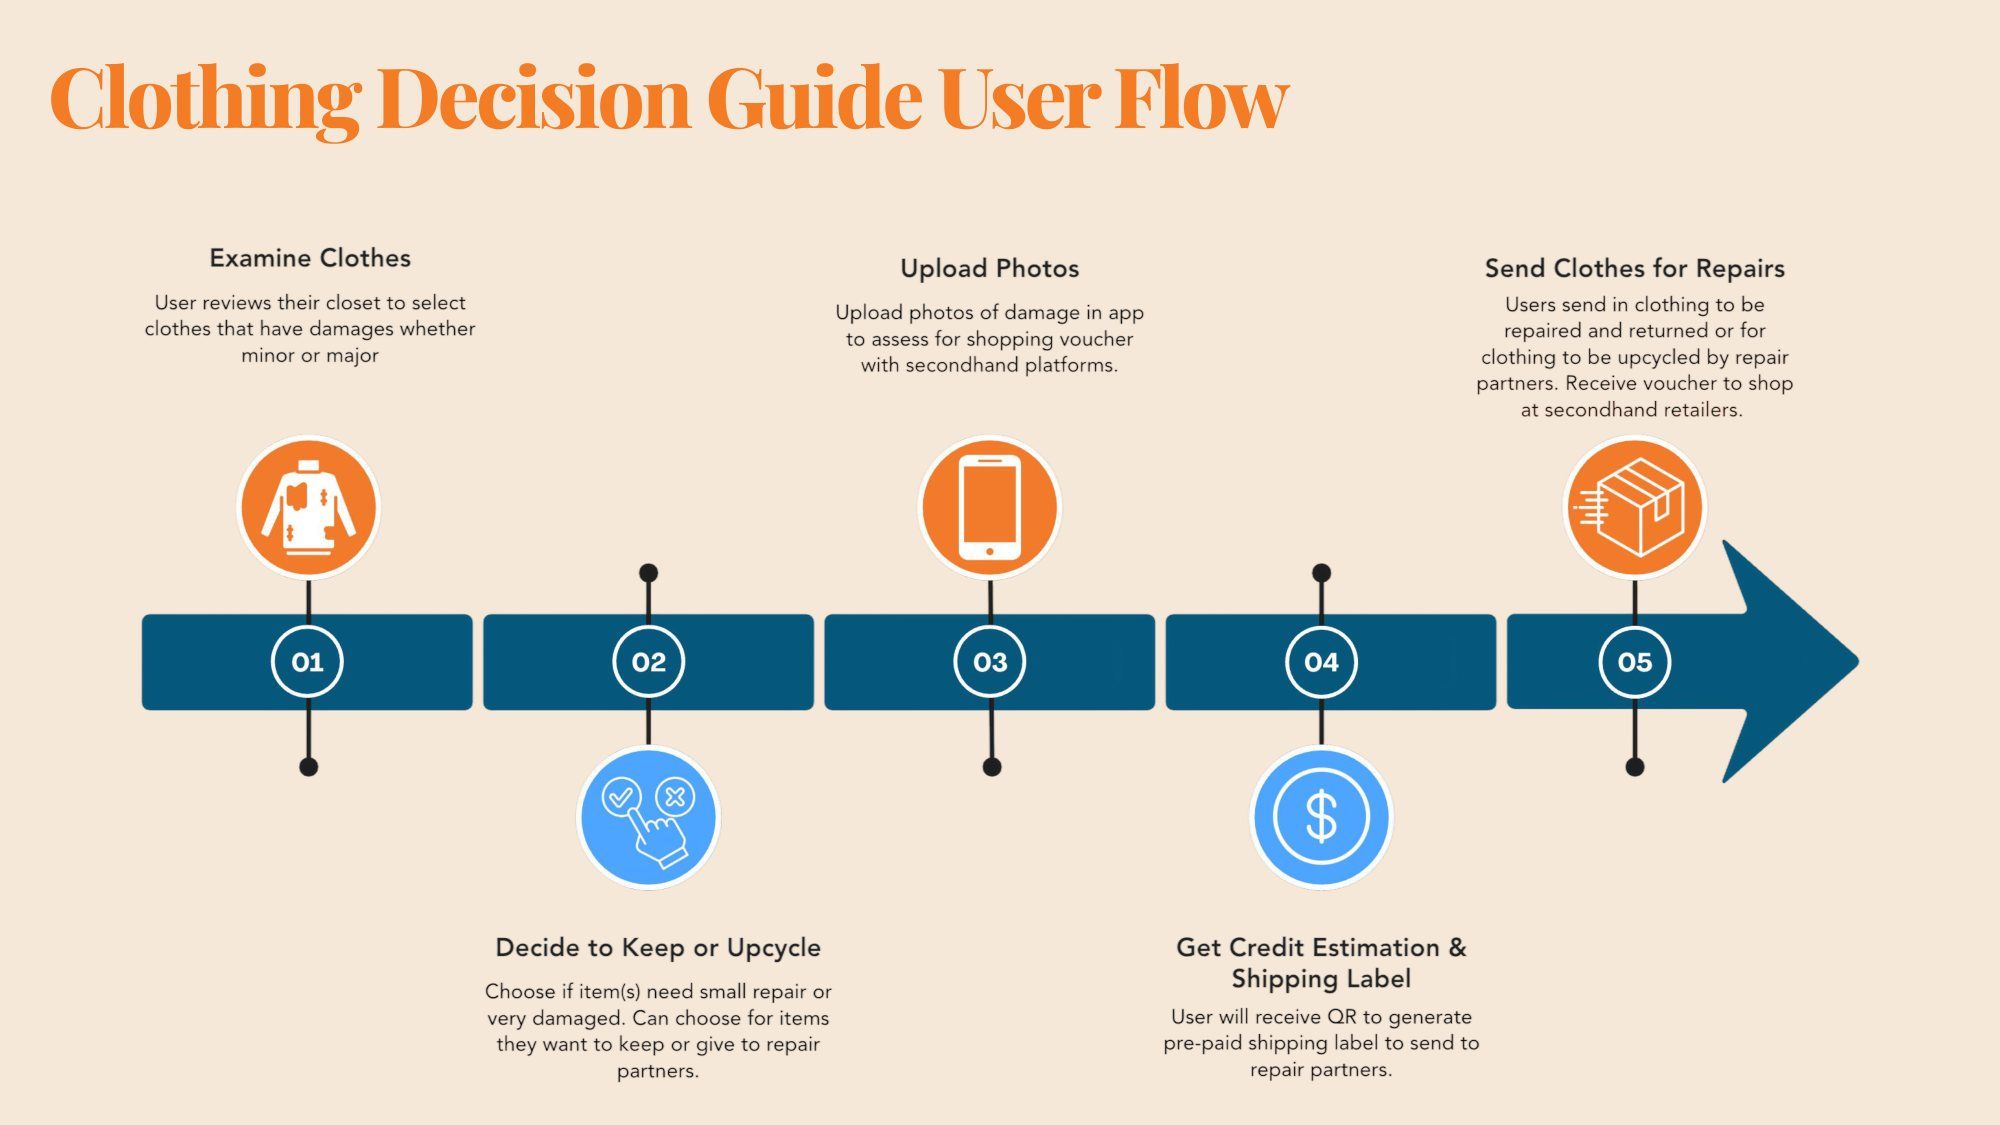 Clothing Decision Guide User Flow
Examine Clothes
User reviews their closet to select
clothes that have damages whether
minor or major
01
02
Decide to Keep or Upcycle
Choose if item(s) need small repair or
very damaged. Can choose for items
they want to keep or give to repair
partners.
Upload Photos
Upload photos of damage in app
to assess for shopping voucher
with secondhand platforms.
03
04
$
Get Credit Estimation &
Shipping Label
User will receive QR to generate
pre-paid shipping label to send to
repair partners.
Send Clothes for Repairs
Users send in clothing to be
repaired and returned or for
clothing to be upcycled by repair
partners. Receive voucher to shop
at secondhand retailers.
05